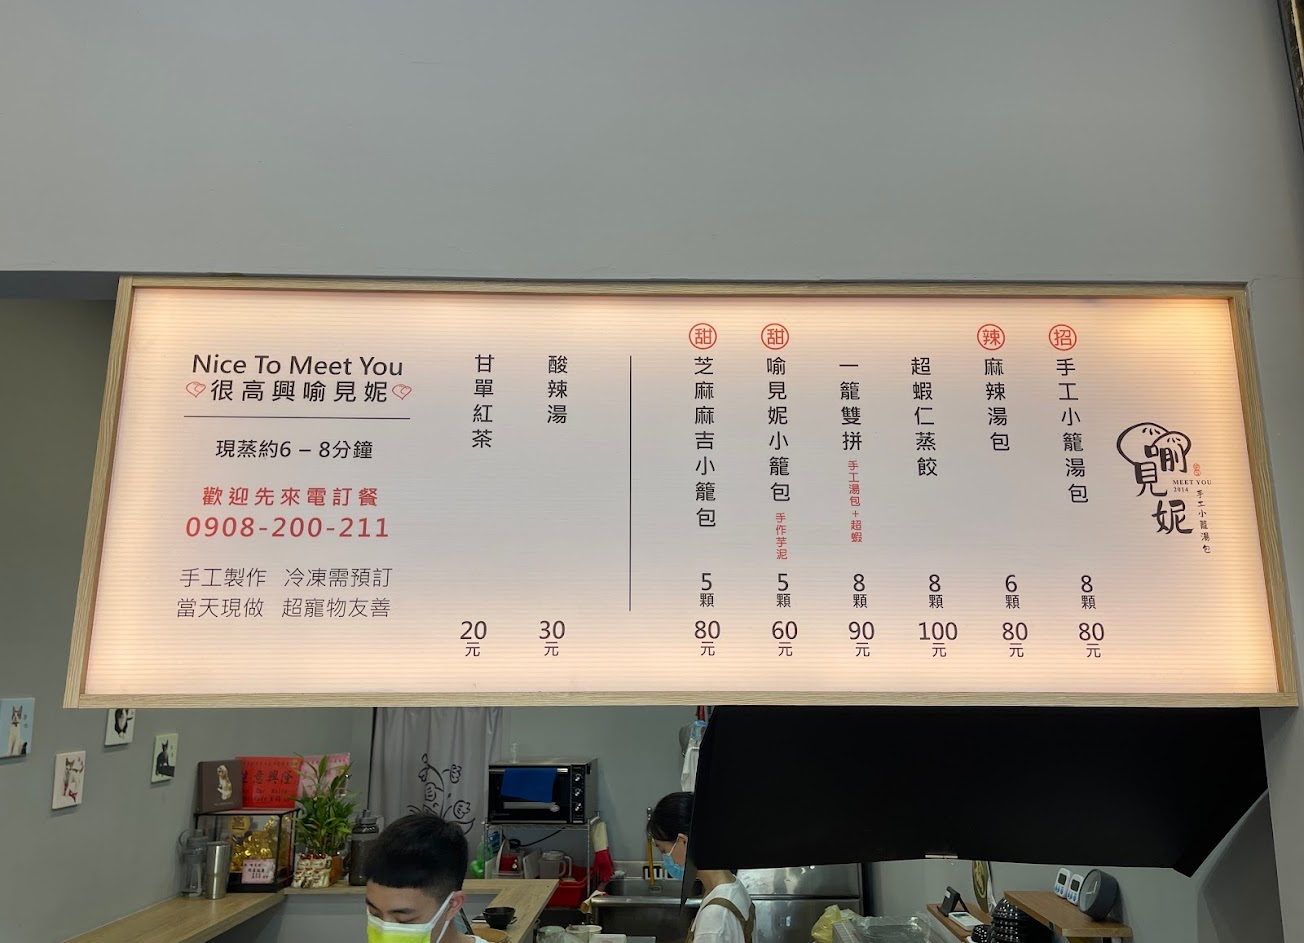 喻見妮
MEET YOU
2014
手工小籠湯包
招
手工小籠湯包
8顆
80元
辣
麻辣湯包
6顆
80元
超蝦仁蒸餃
8顆
100元
一籠雙拼
手工湯包+超蝦
8顆
90元
甜
喻見妮小籠包
手作芋泥
5顆
60元
甜
芝麻麻吉小籠包
5顆
80元
酸辣湯
30元
甘單紅茶
20元
Nice To Meet You
很高興喻見妮
現蒸約6 – 8分鐘
歡迎先來電訂餐
0908-200-211
手工製作 冷凍需預訂
當天現做 超寵物友善
生意興隆